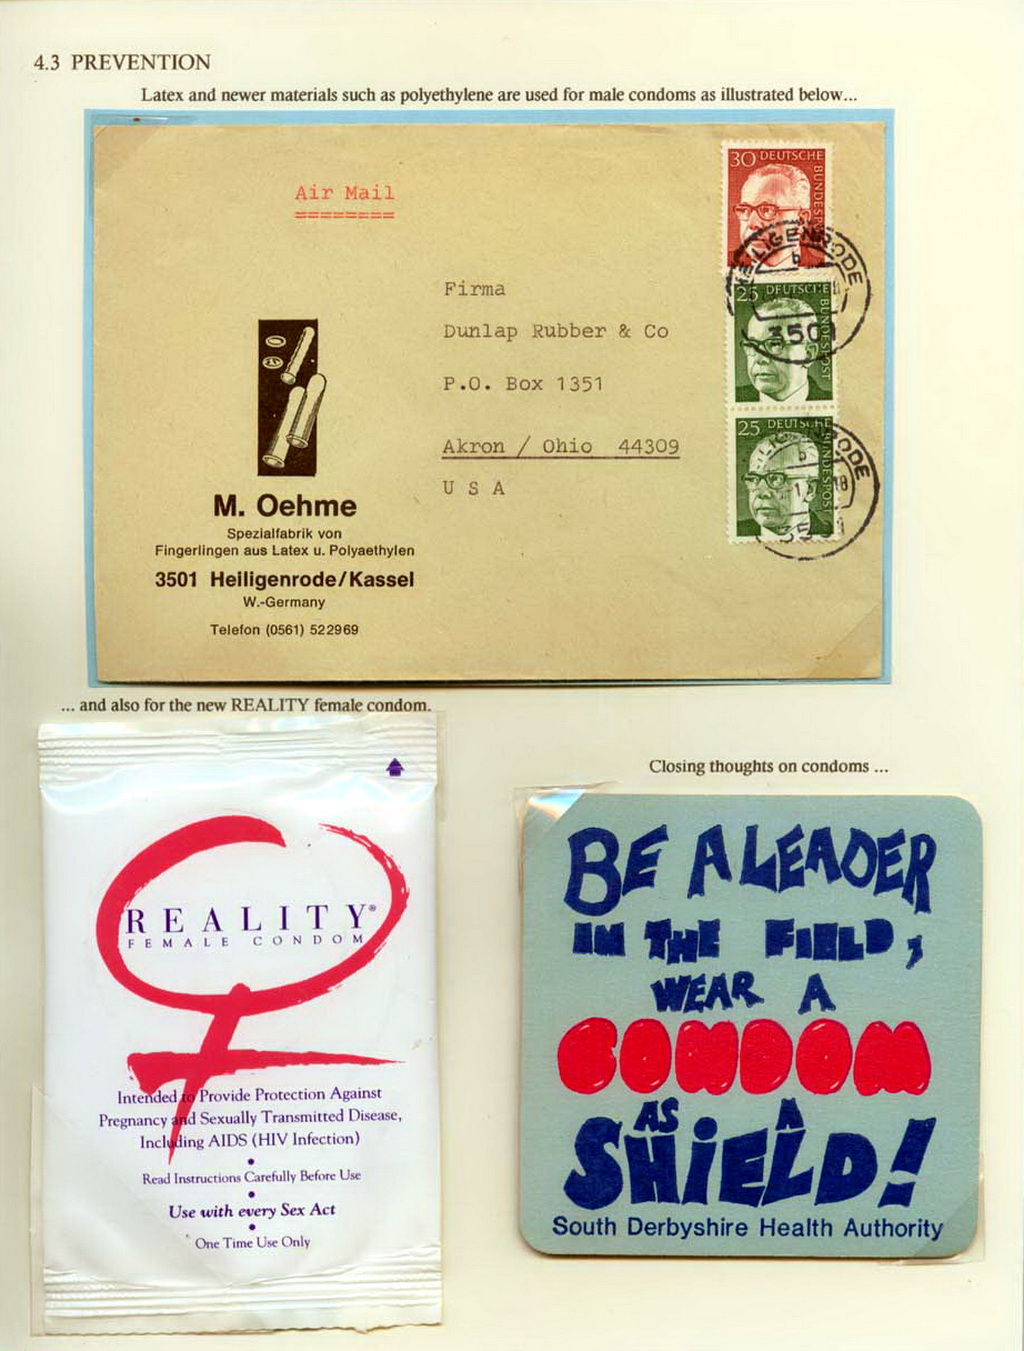 4.3 PREVENTION
Latex and newer materials such as polyethylene are used for male condoms as illustrated below...
Air Mail
========
Firma
Dunlap Rubber & Co
P.O. Box 1351
Akron / Ohio 44309
U S A
30 DEUTSCHE BUNDESPOST
25 DEUTSCHE BUNDESPOST
25 DEUTSCHE BUNDESPOST
HEILIGENRODE
b
3501
HEILIGENRODE
b
3501
M. Oehme
Spezialfabrik von
Fingerlingen aus Latex u. Polyaethylen
3501 Heiligenrode/Kassel
W.-Germany
Telefon (0561) 522969
... and also for the new REALITY female condom.
REALITY®
FEMALE CONDOM
Intended to Provide Protection Against
Pregnancy and Sexually Transmitted Disease,
Including AIDS (HIV Infection)
•
Read Instructions Carefully Before Use
•
Use with every Sex Act
•
One Time Use Only
Closing thoughts on condoms ...
BE A LEADER
IN THE FIELD,
WEAR A
CONDOM
AS A
SHiELD!
South Derbyshire Health Authority